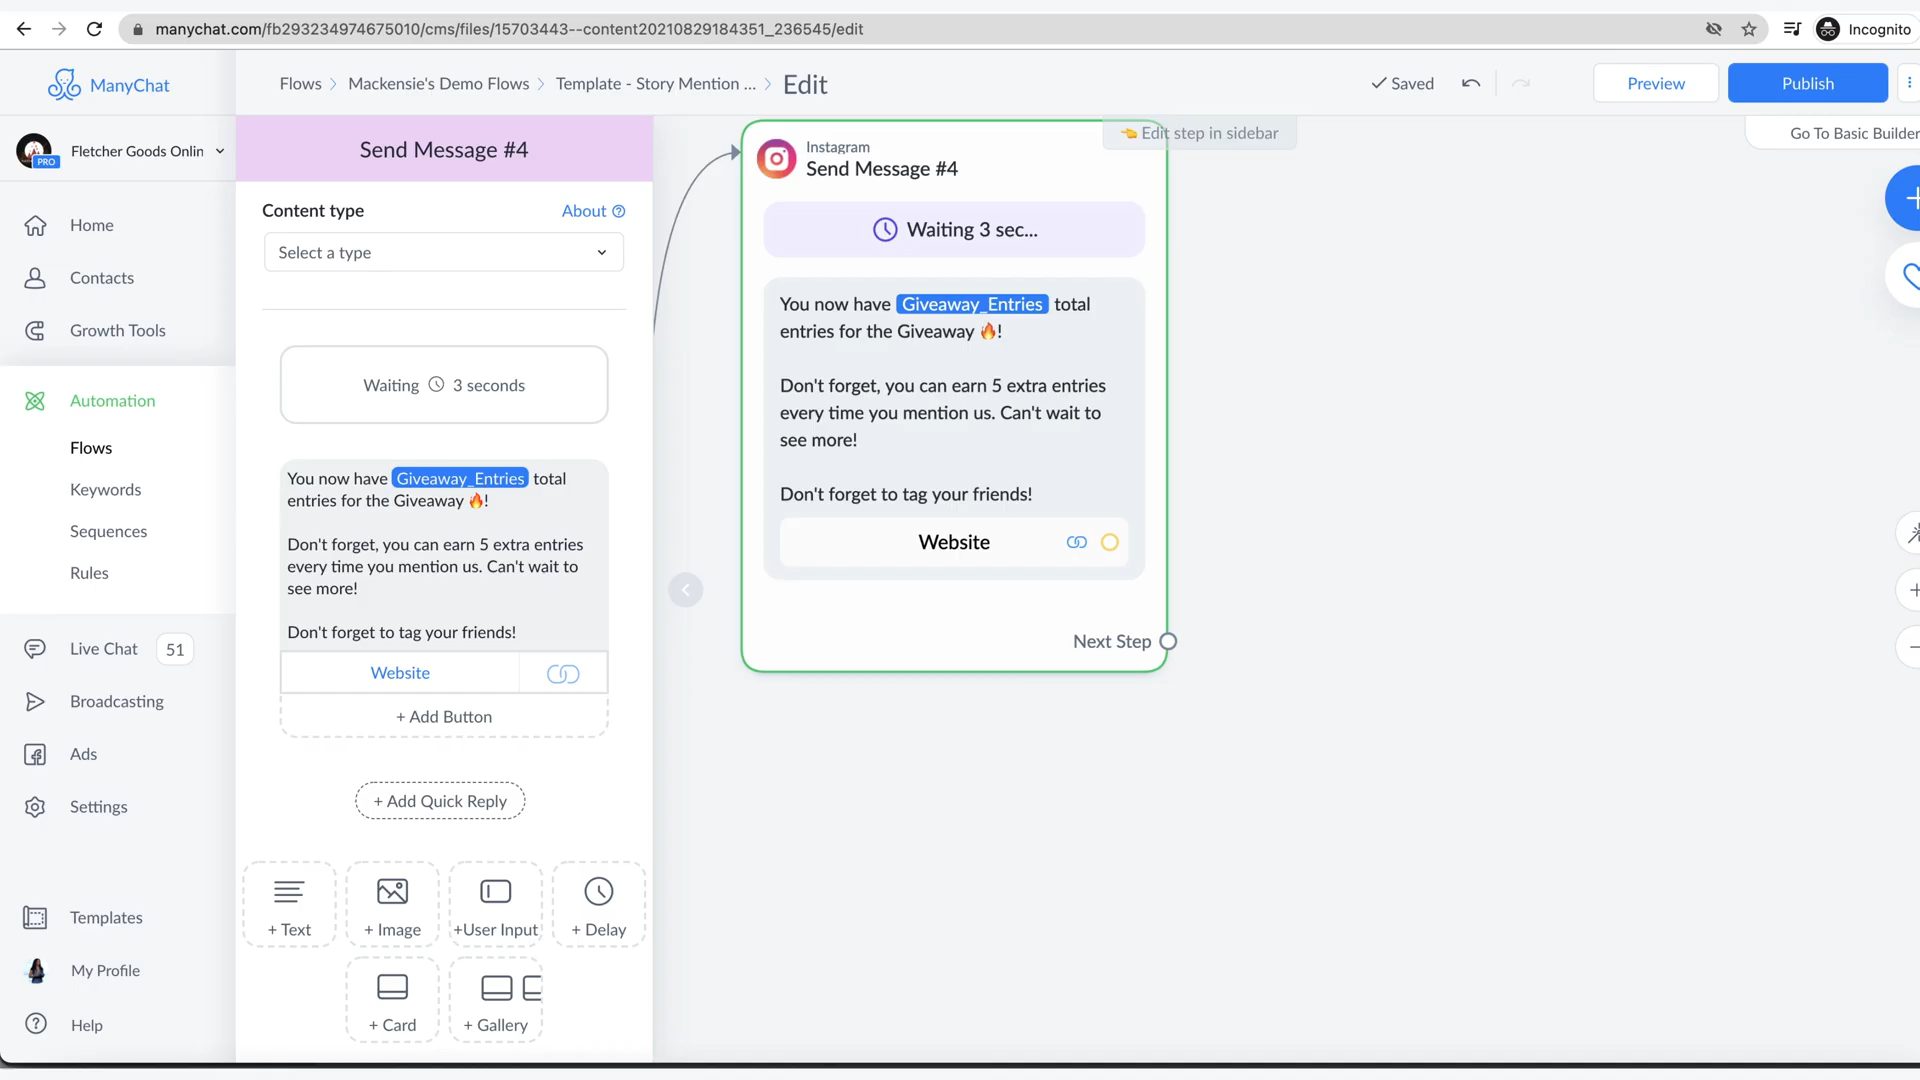 manychat.com/fb293234974675010/cms/files/15703443--content20210829184351_236545/edit
Incognito
ManyChat
Flows
Mackensie's Demo Flows
Template - Story Mention ...
Edit
Saved
Preview
Publish
Fletcher Goods Onlin
PRO
Home
Contacts
Growth Tools
Automation
Flows
Keywords
Sequences
Rules
Live Chat
51
Broadcasting
Ads
Settings
Templates
My Profile
Help
Send Message #4
Content type
About
Select a type
Waiting 3 seconds
You now have Giveaway_Entries total
entries for the Giveaway 🔥!
Don't forget, you can earn 5 extra entries
every time you mention us. Can't wait to
see more!
Don't forget to tag your friends!
Website
+ Add Button
+ Add Quick Reply
+ Text
+ Image
+User Input
+ Delay
+ Card
+ Gallery
Edit step in sidebar
Go To Basic Builder
Instagram
Send Message #4
Waiting 3 sec...
You now have Giveaway_Entries total
entries for the Giveaway 🔥!
Don't forget, you can earn 5 extra entries
every time you mention us. Can't wait to
see more!
Don't forget to tag your friends!
Website
Next Step